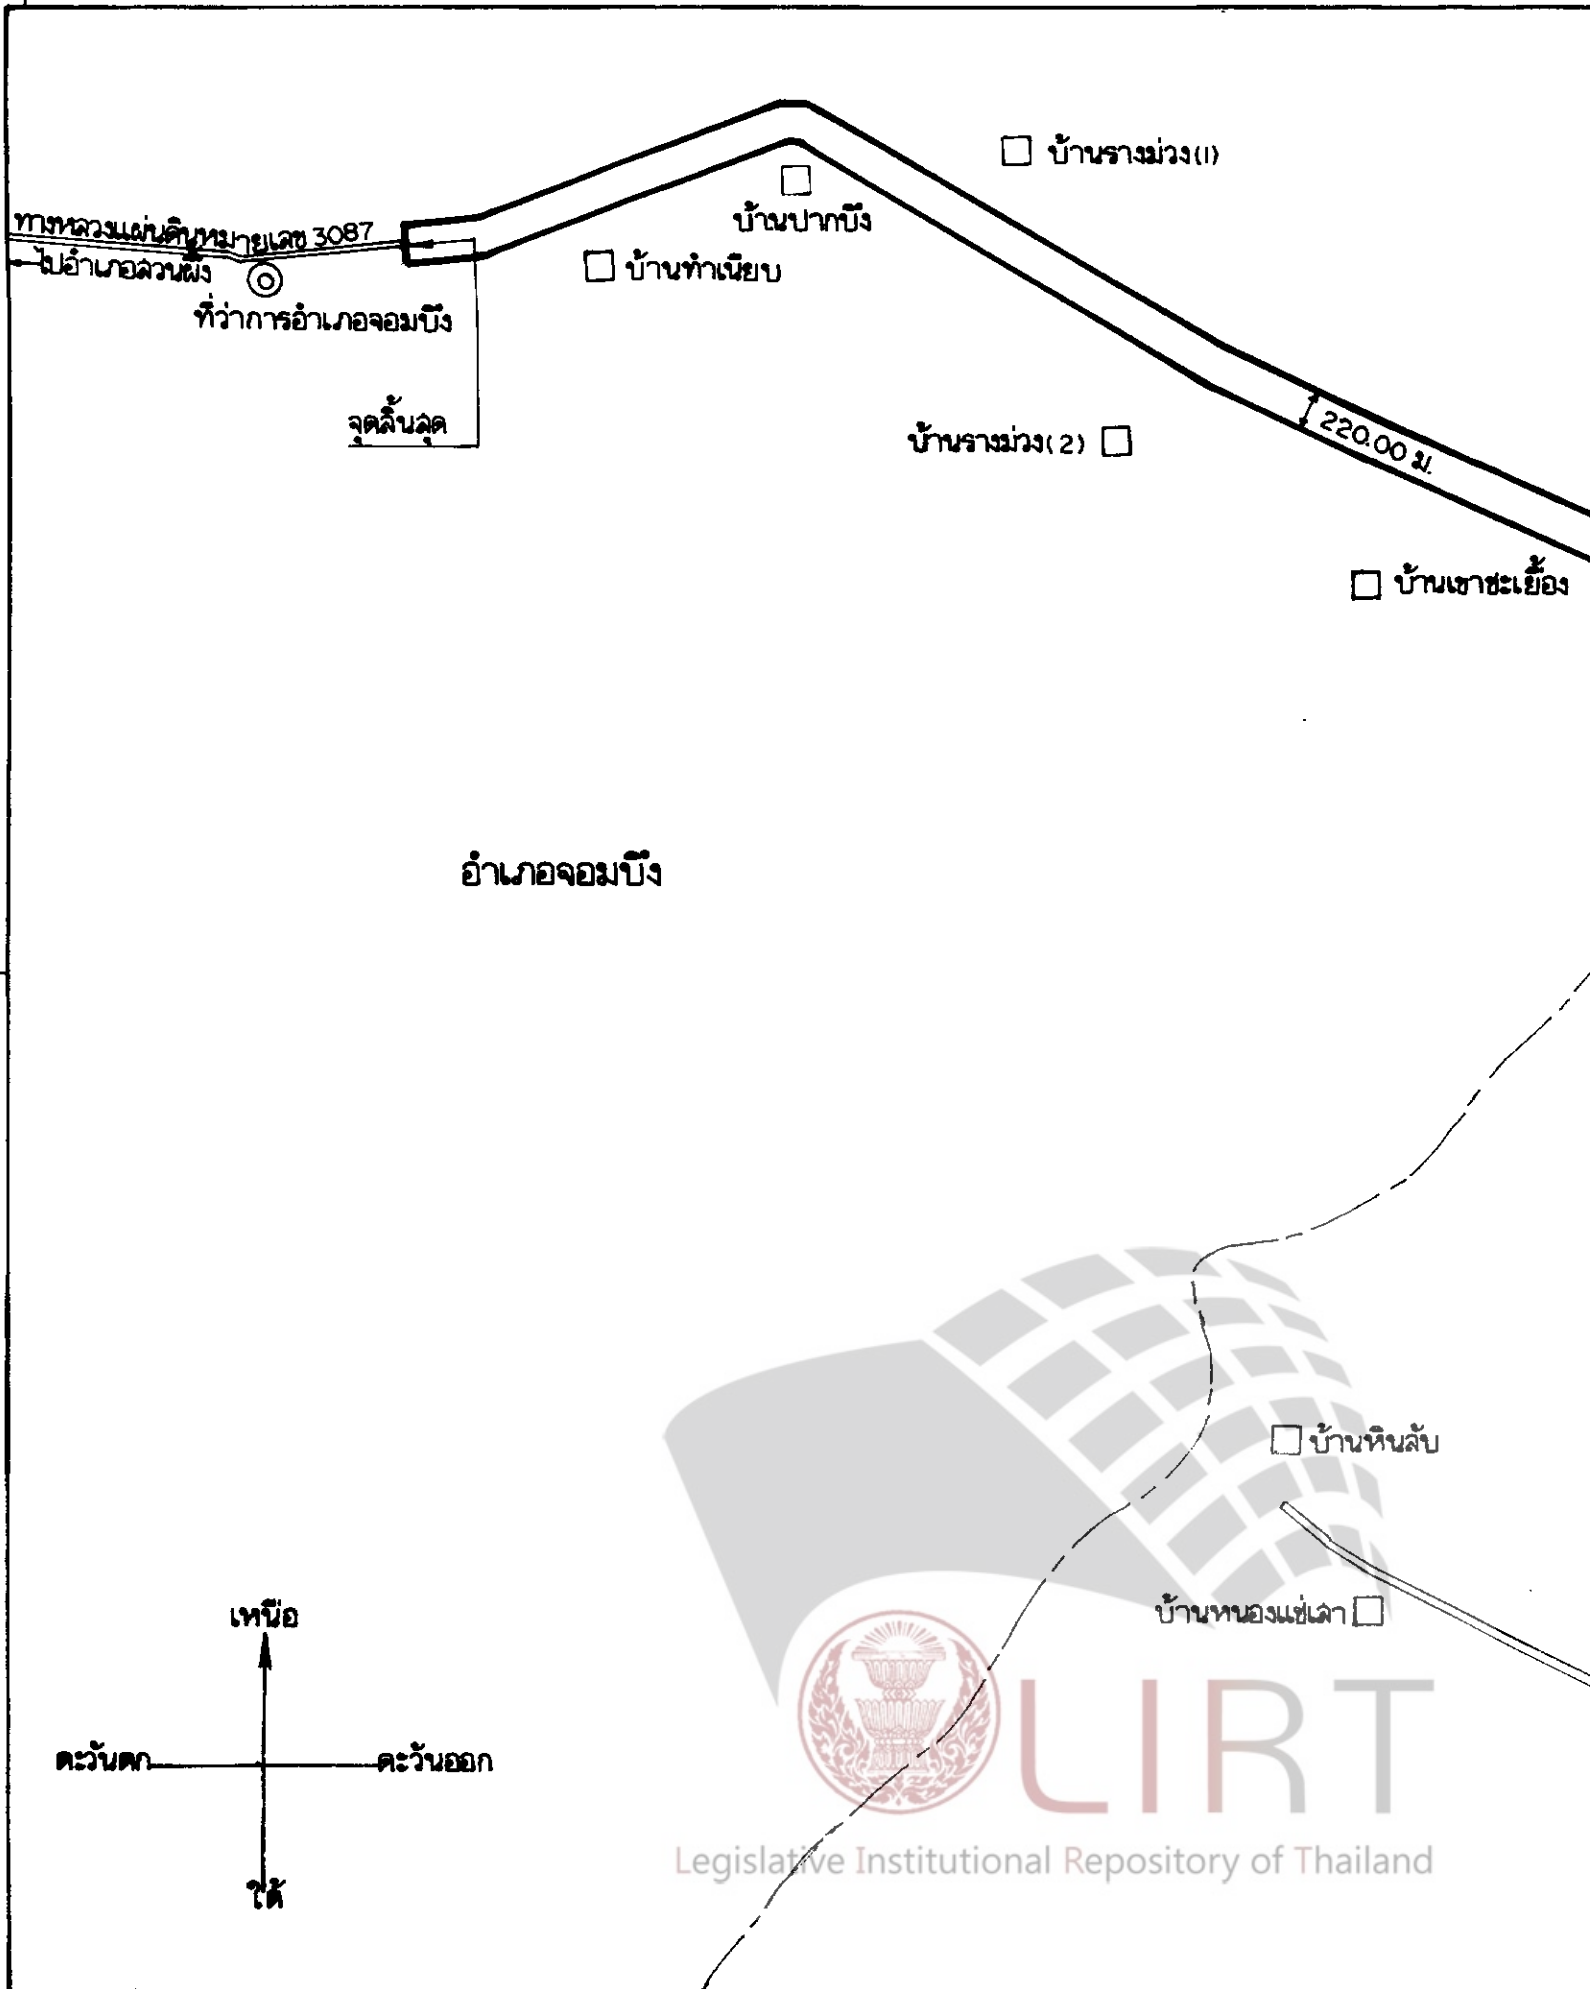 บ้านรางม่วง(1)
บ้านปากบึง
ทางหลวงแผ่นดินหมายเลข 3087
ไปอำเภอสวนผึ้ง
บ้านทำเนียบ
ที่ว่าการอำเภอจอมบึง
จุดสิ้นสุด
บ้านรางม่วง(2)
220.00 ม.
บ้านเขาชะเยื้อง
อำเภอจอมบึง
บ้านหินลับ
บ้านหนองแช่เสา
เหนือ
ตะวันตก
ตะวันออก
ใต้
LIRT
Legislative Institutional Repository of Thailand